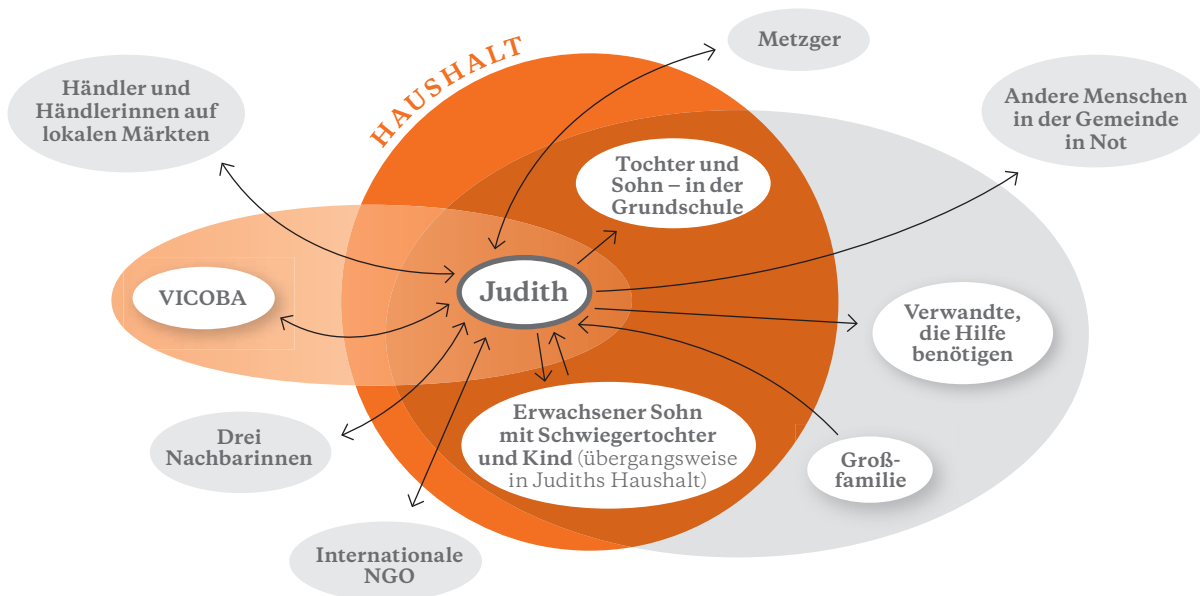 HAUSHALT
Metzger
Händler und
Händlerinnen auf
lokalen Märkten
Andere Menschen
in der Gemeinde
in Not
Tochter und
Sohn – in der
Grundschule
VICOBA
Judith
Verwandte,
die Hilfe
benötigen
Erwachsener Sohn
mit Schwiegertochter
und Kind (übergangsweise
in Judiths Haushalt)
Drei
Nachbarinnen
Groß-
familie
Internationale
NGO